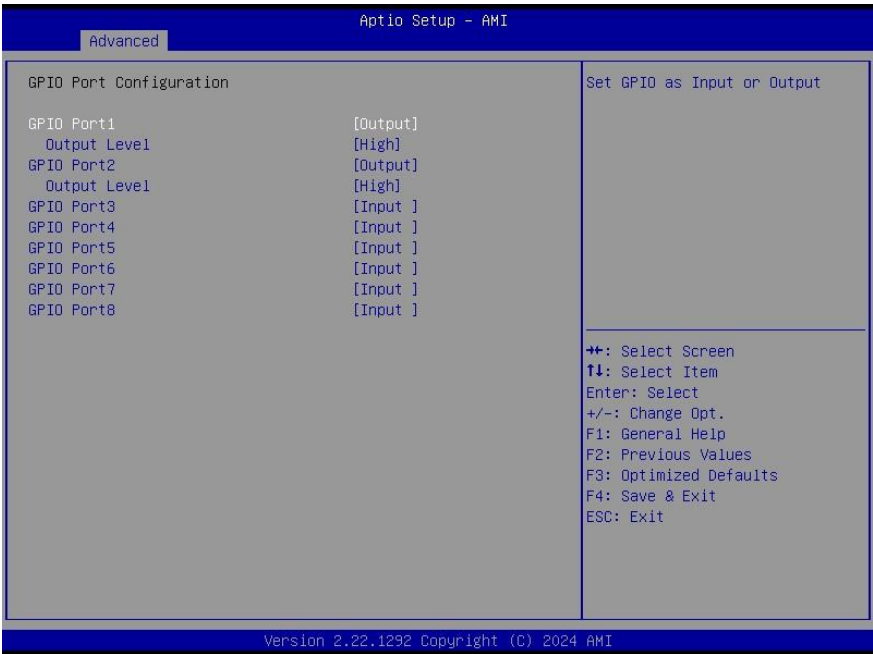 Aptio Setup – AMI
Advanced
GPIO Port Configuration
GPIO Port1 [Output]
Output Level [High]
GPIO Port2 [Output]
Output Level [High]
GPIO Port3 [Input ]
GPIO Port4 [Input ]
GPIO Port5 [Input ]
GPIO Port6 [Input ]
GPIO Port7 [Input ]
GPIO Port8 [Input ]
Set GPIO as Input or Output
→←: Select Screen
↑↓: Select Item
Enter: Select
+/-: Change Opt.
F1: General Help
F2: Previous Values
F3: Optimized Defaults
F4: Save & Exit
ESC: Exit
Version 2.22.1292 Copyright (C) 2024 AMI